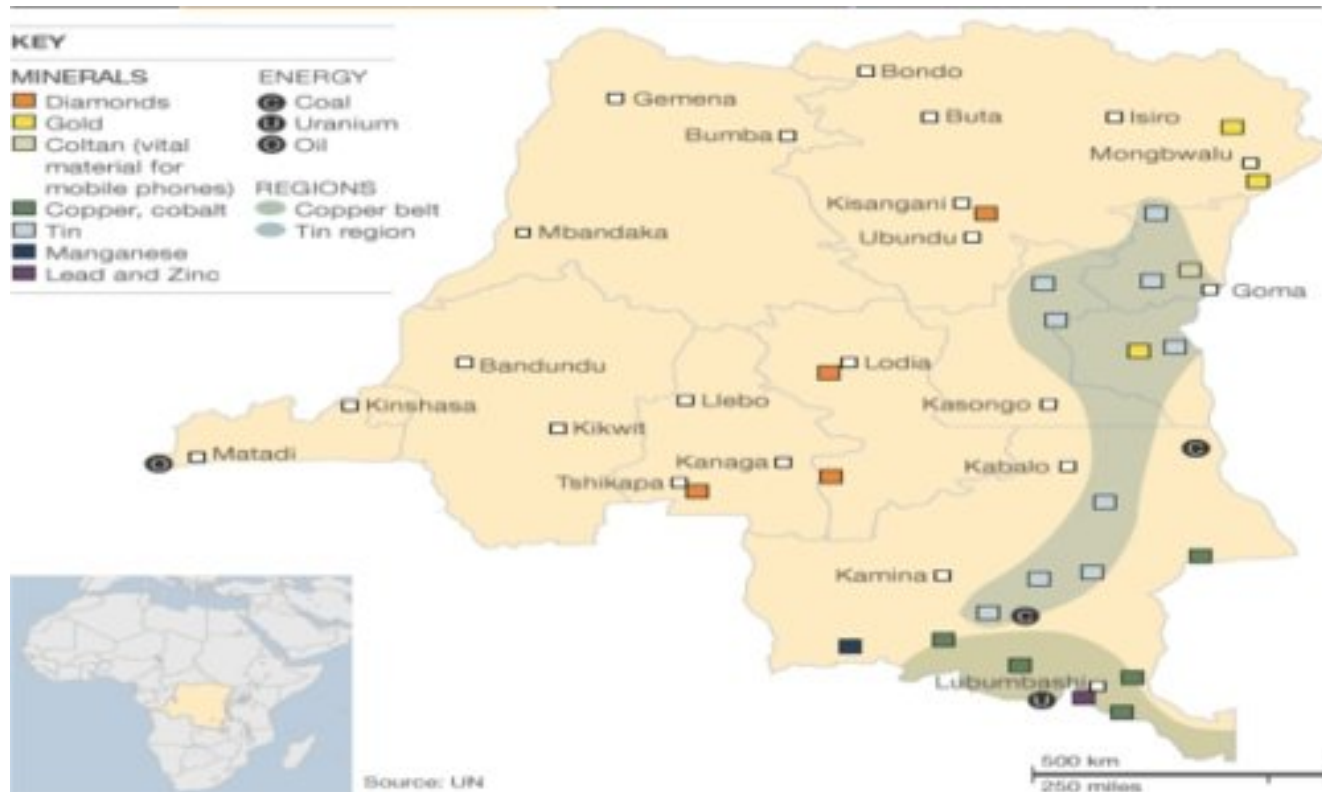 KEY
MINERALS
Diamonds
Gold
Coltan (vital
material for
mobile phones)
Copper, cobalt
Tin
Manganese
Lead and Zinc
ENERGY
C Coal
U Uranium
O Oil
REGIONS
Copper belt
Tin region
Bondo
Gemena
Buta
Isiro
Bumba
Mongbwalu
Kisangani
Ubundu
Mbandaka
Goma
Bandundu
Lodia
Kinshasa
Llebo
Kasongo
Kikwit
O
Matadi
Kanaga
Kabalo
C
Tshikapa
Kamina
C
Lubumbashi
U
500 km
250 miles
Source: UN